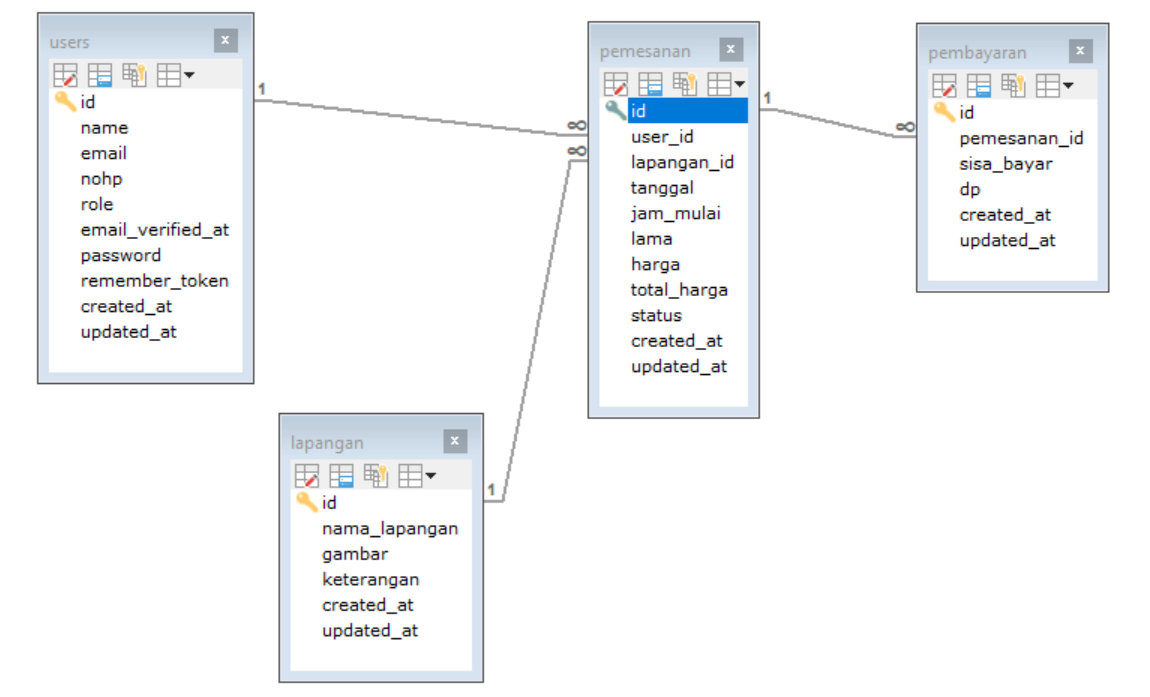 users
id
name
email
nohp
role
email_verified_at
password
remember_token
created_at
updated_at
1
∞
∞
pemesanan
id
user_id
lapangan_id
tanggal
jam_mulai
lama
harga
total_harga
status
created_at
updated_at
1
∞
pembayaran
id
pemesanan_id
sisa_bayar
dp
created_at
updated_at
lapangan
id
nama_lapangan
gambar
keterangan
created_at
updated_at
1